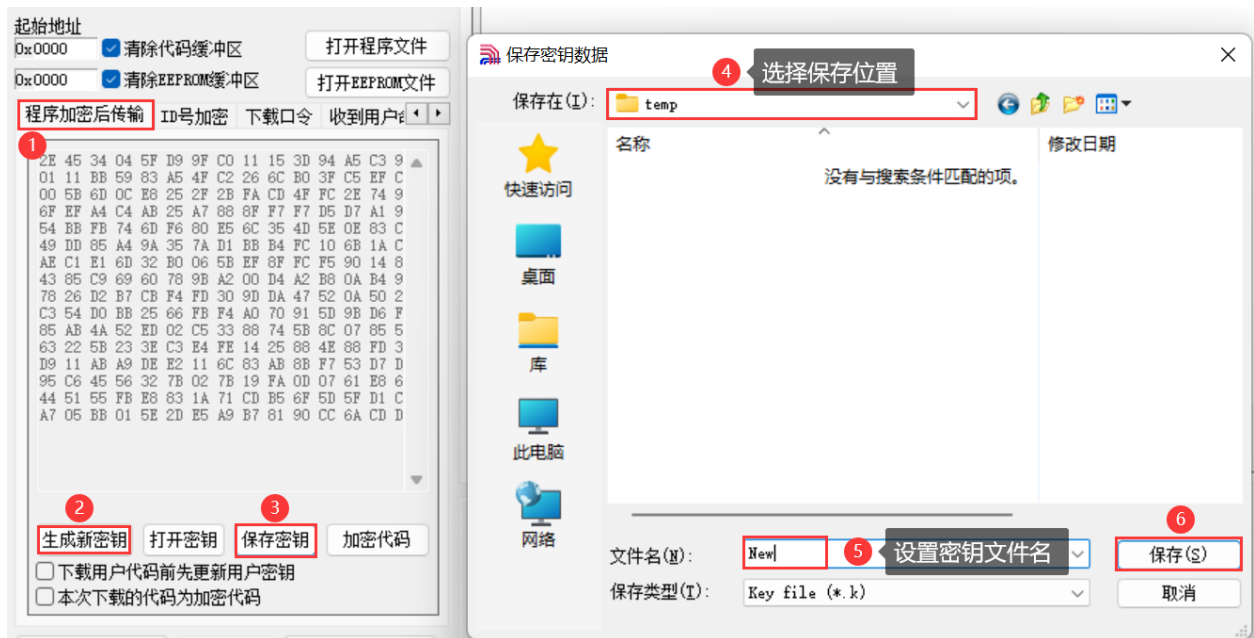 起始地址
0x0000 清除代码缓冲区 打开程序文件
0x0000 清除EEPROM缓冲区 打开EEPROM文件
程序加密后传输 ID号加密 下载口令 收到用户
1
2E 45 34 04 5F D9 9F C0 11 15 3D 94 A5 C3 9
01 11 BB 59 83 A5 4F C2 26 6C B0 3F C5 EF C
00 5B 6D 0C E8 25 2F 2B FA CD 4F FC 2E 74 9
6F EF A4 C4 AB 25 A7 88 8F F7 F7 D5 D7 A1 9
54 BB FB 74 6D F6 80 E5 6C 35 4D 5E 0E 83 C
49 DD 85 A4 9A 35 7A D1 BB B4 FC 10 6B 1A C
AE C1 E1 6D 32 B0 06 5B EF 8F FC F5 90 14 8
43 85 C9 69 60 78 9B A2 00 D4 A2 B8 0A B4 9
78 26 D2 B7 CB F4 FD 30 9D DA 47 52 0A 50 2
C3 54 D0 BB 25 66 FB F4 A0 70 91 5D 9B D6 F
85 AB 4A 52 ED 02 C5 33 88 74 5B 8C 07 85 5
63 22 5B 23 3E C3 E4 FE 14 25 88 4E 88 FD 3
D9 11 AB A9 DE E2 11 6C 83 AB 8B F7 53 D7 D
95 C6 45 56 32 7B 02 7B 19 FA 0D 07 61 E8 6
44 51 55 FB E8 83 1A 71 CD B5 6F 5D 5F D1 C
A7 05 BB 01 5E 2D E5 A9 B7 81 90 CC 6A CD D
2 3
生成新密钥 打开密钥 保存密钥 加密代码
下载用户代码前先更新用户密钥
本次下载的代码为加密代码
保存密钥数据
4 选择保存位置
保存在(I): temp
名称 修改日期
没有与搜索条件匹配的项。
快速访问
桌面
库
此电脑
网络
6
文件名(N): New 5 设置密钥文件名 保存(S)
保存类型(T): Key file (*.k) 取消